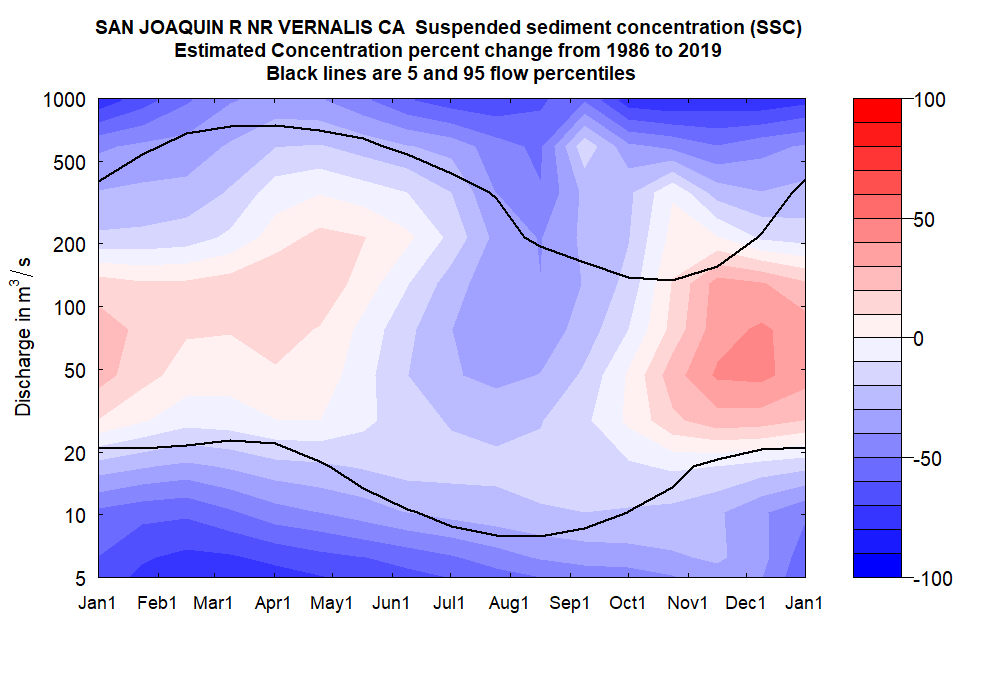 SAN JOAQUIN R NR VERNALIS CA  Suspended sediment concentration (SSC)
Estimated Concentration percent change from 1986 to 2019
Black lines are 5 and 95 flow percentiles
Discharge in m³/ s
1000
500
200
100
50
20
10
5
Jan1 Feb1 Mar1 Apr1 May1 Jun1 Jul1 Aug1 Sep1 Oct1 Nov1 Dec1 Jan1
100
50
0
-50
-100